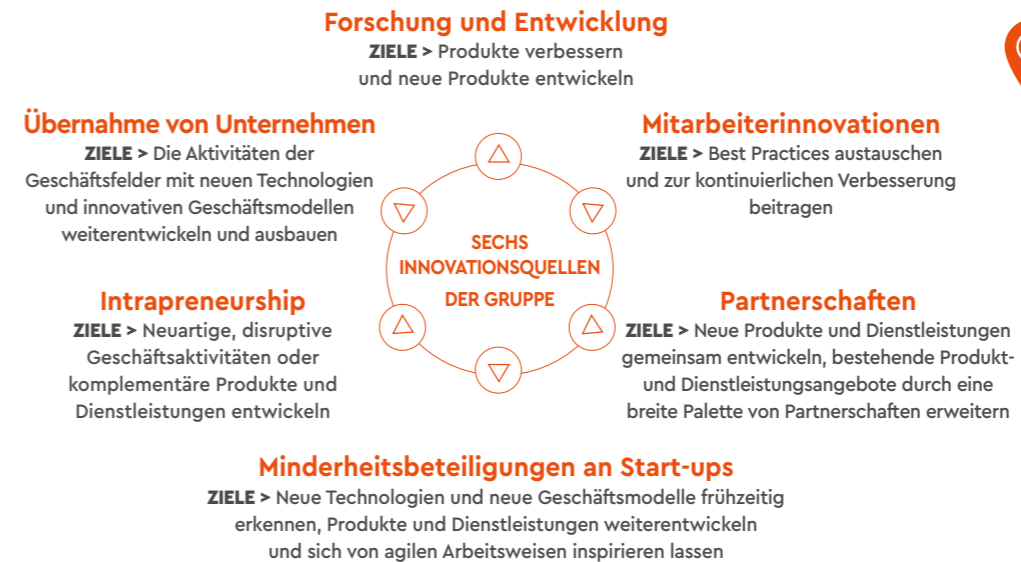 Forschung und Entwicklung
ZIELE > Produkte verbessern
und neue Produkte entwickeln
Übernahme von Unternehmen
ZIELE > Die Aktivitäten der
Geschäftsfelder mit neuen Technologien
und innovativen Geschäftsmodellen
weiterentwickeln und ausbauen
Mitarbeiterinnovationen
ZIELE > Best Practices austauschen
und zur kontinuierlichen Verbesserung
beitragen
SECHS
INNOVATIONSQUELLEN
DER GRUPPE
Intrapreneurship
ZIELE > Neuartige, disruptive
Geschäftsaktivitäten oder
komplementäre Produkte und
Dienstleistungen entwickeln
Partnerschaften
ZIELE > Neue Produkte und Dienstleistungen
gemeinsam entwickeln, bestehende Produkt-
und Dienstleistungsangebote durch eine
breite Palette von Partnerschaften erweitern
Minderheitsbeteiligungen an Start-ups
ZIELE > Neue Technologien und neue Geschäftsmodelle frühzeitig
erkennen, Produkte und Dienstleistungen weiterentwickeln
und sich von agilen Arbeitsweisen inspirieren lassen